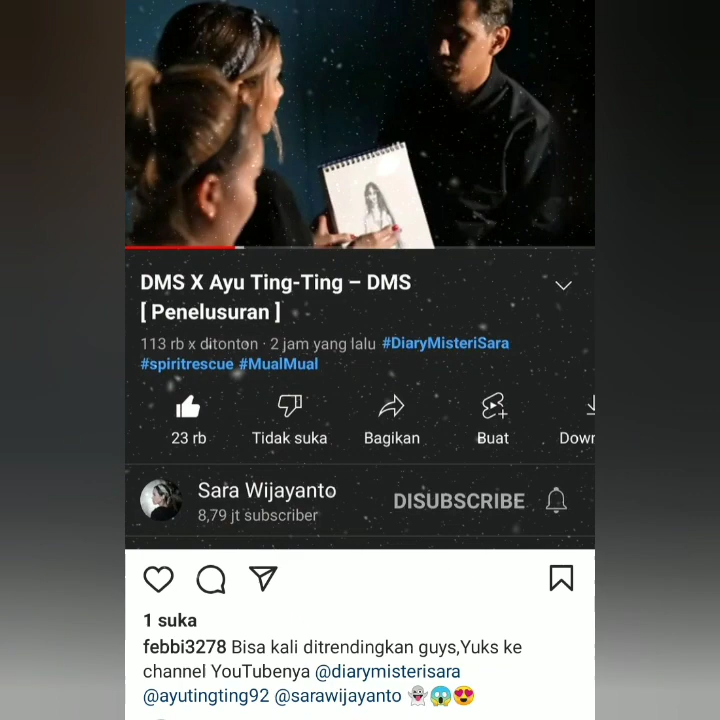 DMS X Ayu Ting-Ting – DMS
[ Penelusuran ]
113 rb x ditonton · 2 jam yang lalu #DiaryMisteriSara
#spiritrescue #MualMual
23 rb
Tidak suka
Bagikan
Buat
Down
Sara Wijayanto
8,79 jt subscriber
DISUBSCRIBE
1 suka
febbi3278 Bisa kali ditrendingkan guys,Yuks ke
channel YouTubenya @diarymisterisara
@ayutingting92 @sarawijayanto 👻😱😍